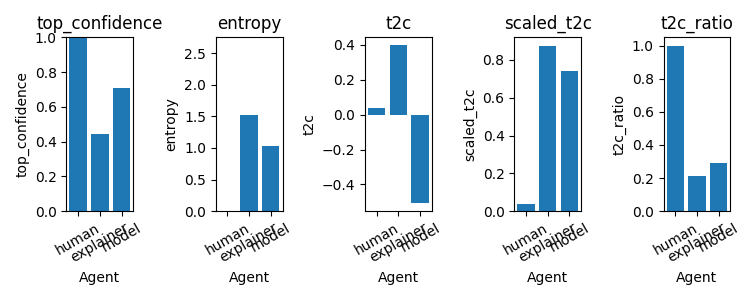 top_confidence
entropy
t2c
scaled_t2c
t2c_ratio
top_confidence
1.0
0.8
0.6
0.4
0.2
0.0
human
explainer
model
Agent
entropy
2.5
2.0
1.5
1.0
0.5
0.0
human
explainer
model
Agent
t2c
0.4
0.2
0.0
−0.2
−0.4
human
explainer
model
Agent
scaled_t2c
0.8
0.6
0.4
0.2
0.0
human
explainer
model
Agent
t2c_ratio
1.0
0.8
0.6
0.4
0.2
0.0
human
explainer
model
Agent